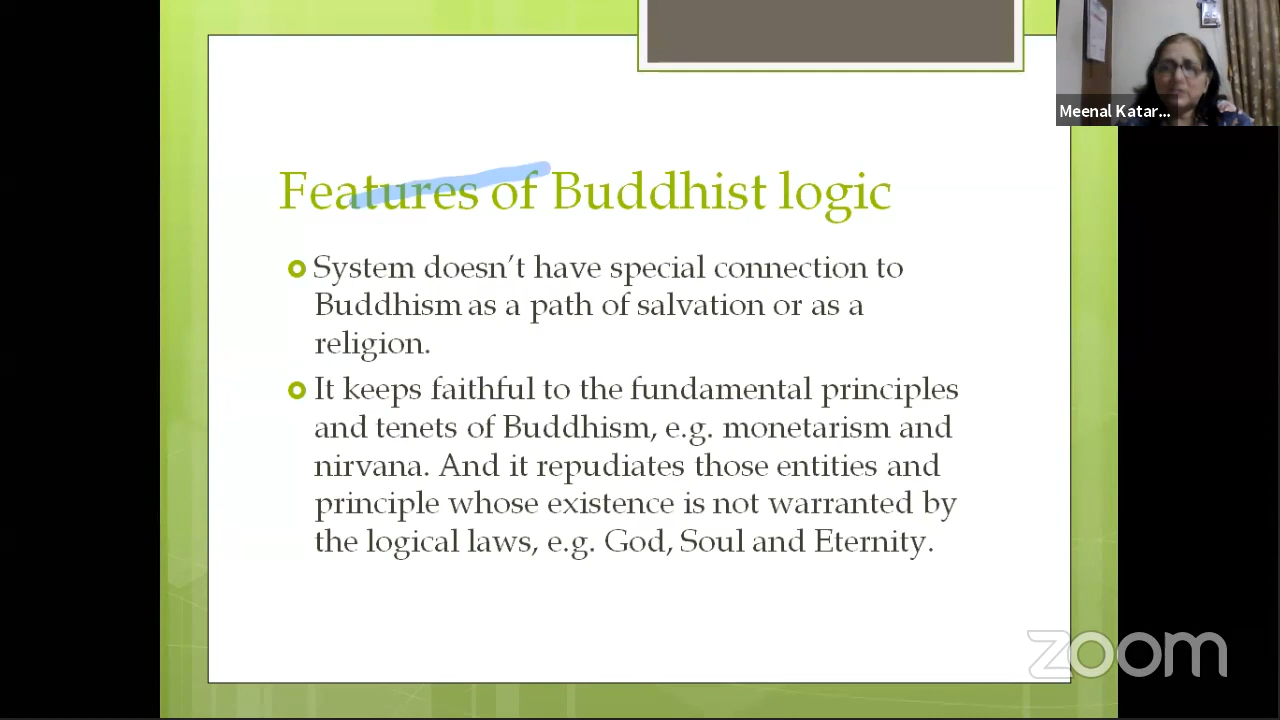 Meenal Katar...
Features of Buddhist logic
System doesn't have special connection to
Buddhism as a path of salvation or as a
religion.
It keeps faithful to the fundamental principles
and tenets of Buddhism, e.g. monetarism and
nirvana. And it repudiates those entities and
principle whose existence is not warranted by
the logical laws, e.g. God, Soul and Eternity.
zoom